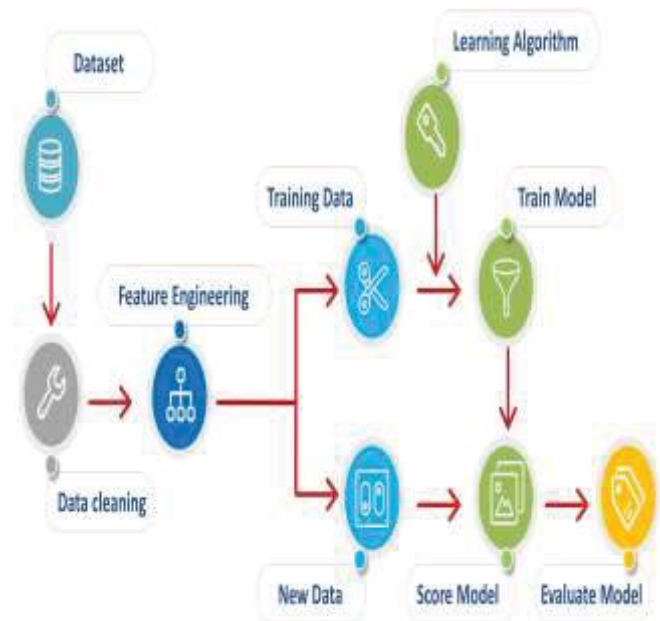 Learning Algorithm
Dataset
Training Data
Train Model
Feature Engineering
Data cleaning
New Data
Score Model
Evaluate Model